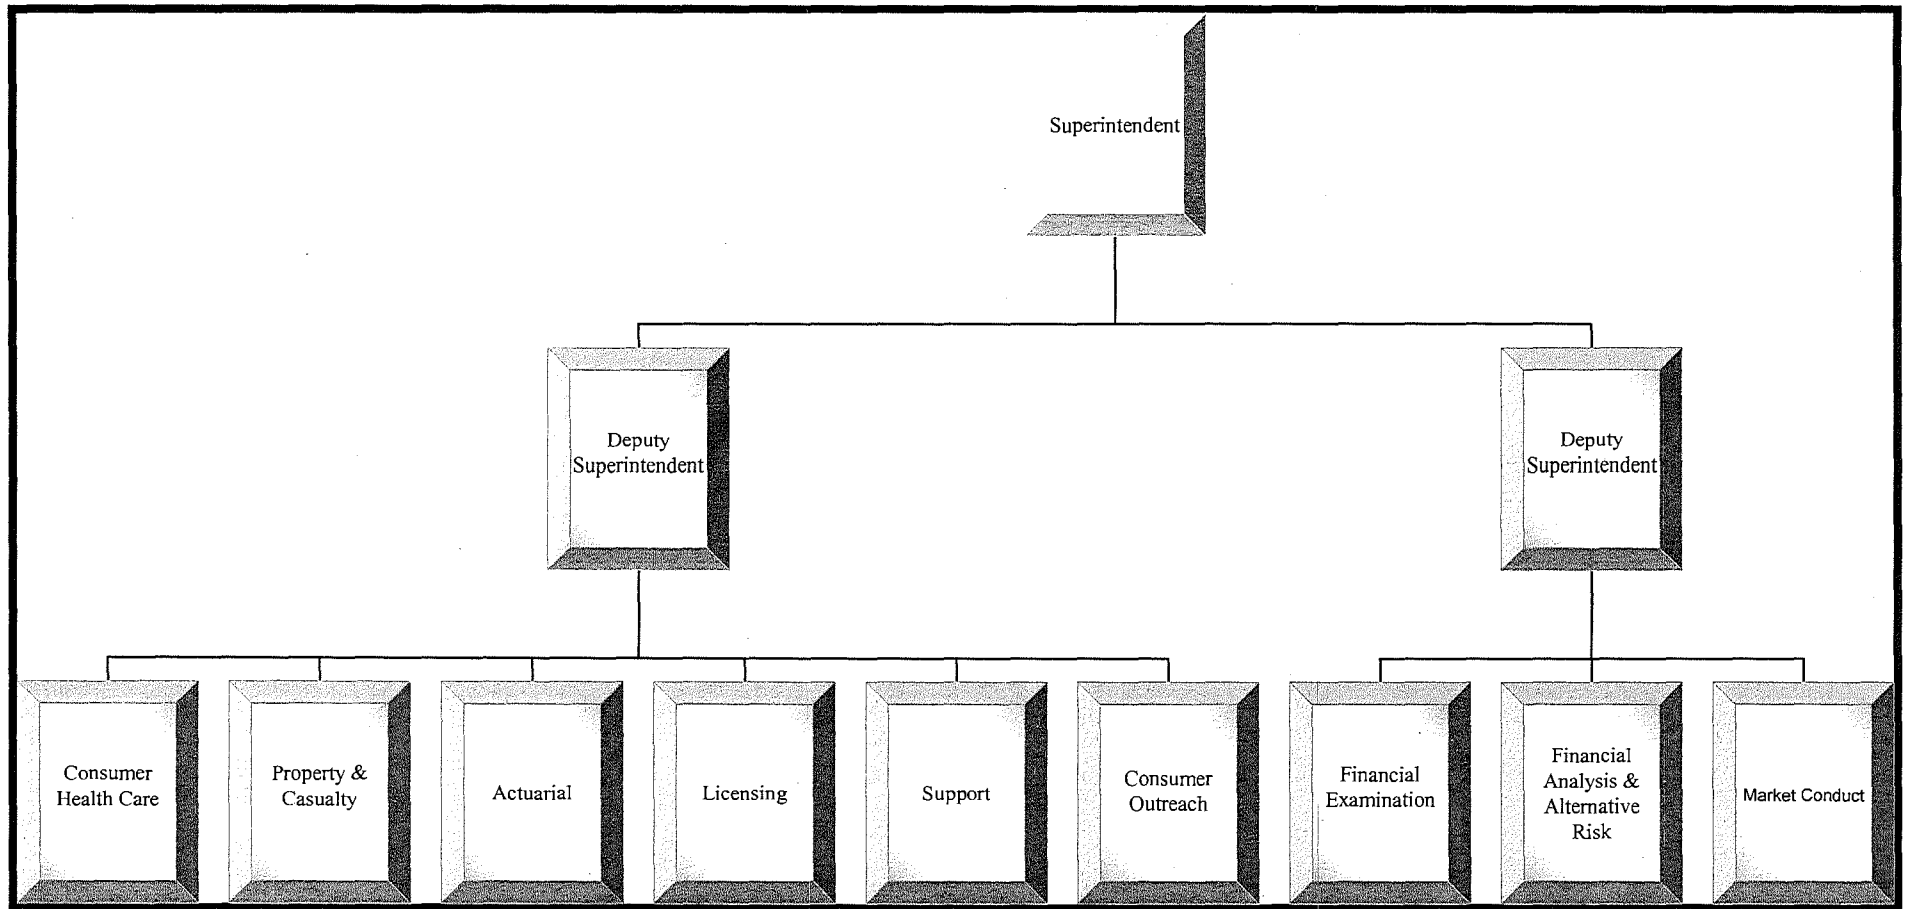 Superintendent
Deputy
Superintendent
Deputy
Superintendent
Consumer
Health Care
Property &
Casualty
Actuarial
Licensing
Support
Consumer
Outreach
Financial
Examination
Financial
Analysis &
Alternative
Risk
Market Conduct